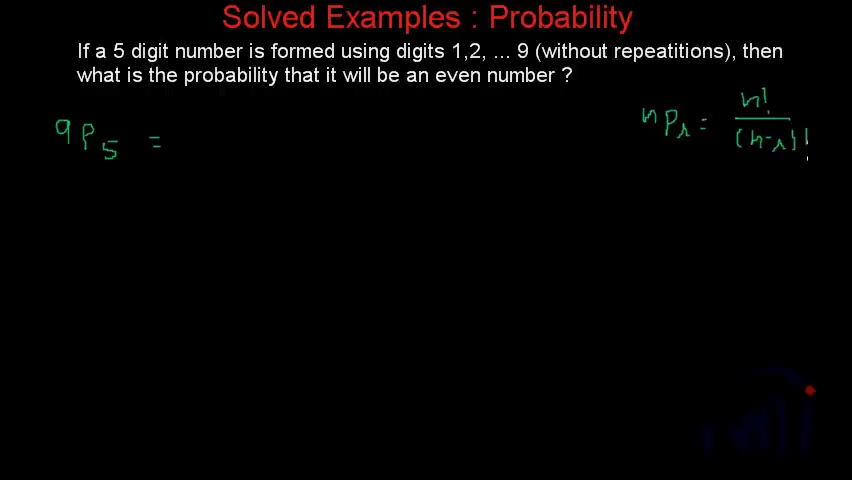 Solved Examples : Probability
If a 5 digit number is formed using digits 1,2, ... 9 (without repeatitions), then
what is the probability that it will be an even number ?
nPr = n! / (n-r)!
9P5 =